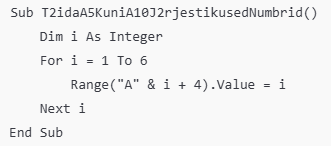 Sub T2idaA5KuniA10J2rjestikusedNumbrid()
    Dim i As Integer
    For i = 1 To 6
        Range("A" & i + 4).Value = i
    Next i
End Sub